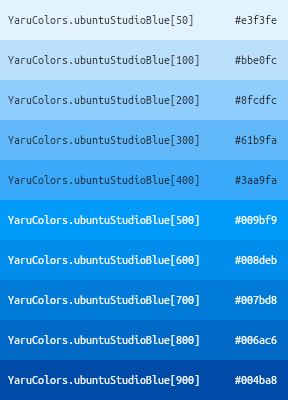 YaruColors.ubuntuStudioBlue[50] #e3f3fe
YaruColors.ubuntuStudioBlue[100] #bbe0fc
YaruColors.ubuntuStudioBlue[200] #8fcdfc
YaruColors.ubuntuStudioBlue[300] #61b9fa
YaruColors.ubuntuStudioBlue[400] #3aa9fa
YaruColors.ubuntuStudioBlue[500] #009bf9
YaruColors.ubuntuStudioBlue[600] #008deb
YaruColors.ubuntuStudioBlue[700] #007bd8
YaruColors.ubuntuStudioBlue[800] #006ac6
YaruColors.ubuntuStudioBlue[900] #004ba8